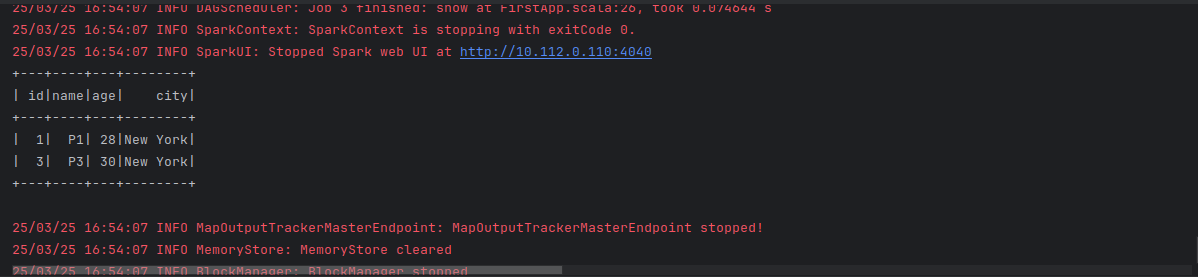 25/03/25 16:54:07 INFO DAGScheduler: Job 3 finished: show at FirstApp.scala:26, took 0.074644 s
25/03/25 16:54:07 INFO SparkContext: SparkContext is stopping with exitCode 0.
25/03/25 16:54:07 INFO SparkUI: Stopped Spark web UI at http://10.112.0.110:4040
+---+----+---+--------+
| id|name|age|    city|
+---+----+---+--------+
|  1|  P1| 28|New York|
|  3|  P3| 30|New York|
+---+----+---+--------+
25/03/25 16:54:07 INFO MapOutputTrackerMasterEndpoint: MapOutputTrackerMasterEndpoint stopped!
25/03/25 16:54:07 INFO MemoryStore: MemoryStore cleared
25/03/25 16:54:07 INFO BlockManager: BlockManager stopped